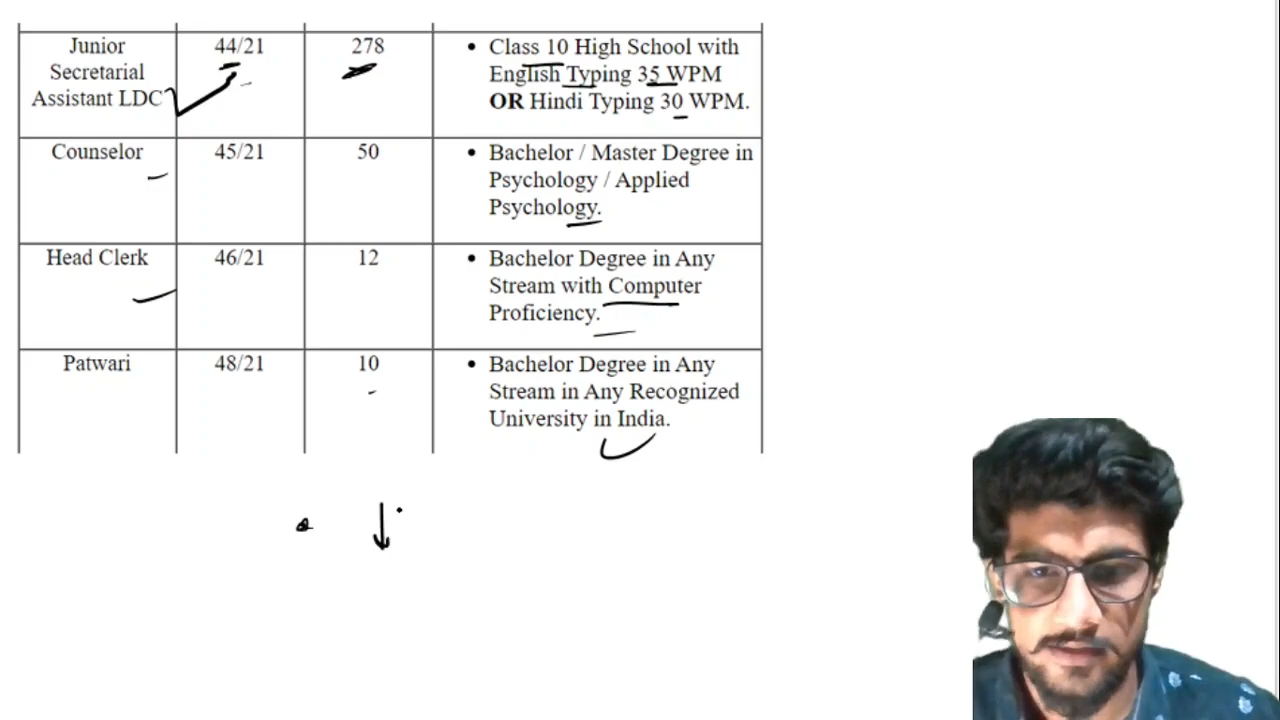 Junior
Secretarial
Assistant LDC
44/21
278
• Class 10 High School with
English Typing 35 WPM
OR Hindi Typing 30 WPM.
Counselor
45/21
50
• Bachelor / Master Degree in
Psychology / Applied
Psychology.
Head Clerk
46/21
12
• Bachelor Degree in Any
Stream with Computer
Proficiency.
Patwari
48/21
10
• Bachelor Degree in Any
Stream in Any Recognized
University in India.